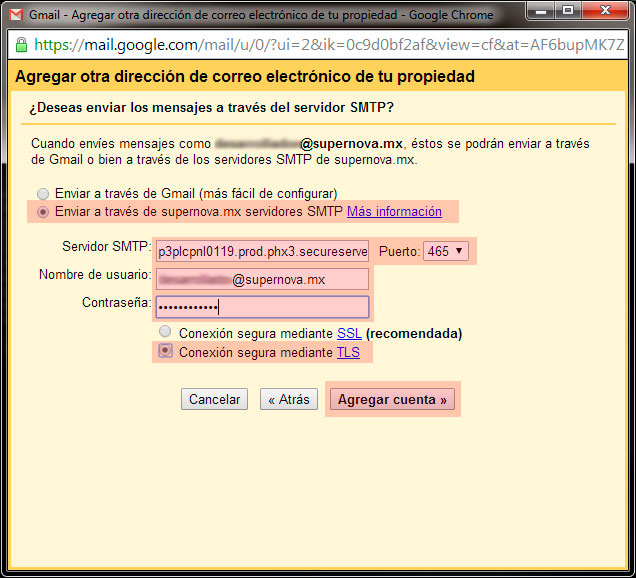 Gmail - Agregar otra dirección de correo electrónico de tu propiedad - Google Chrome
https://mail.google.com/mail/u/0/?ui=2&ik=0c9d0bf2af&view=cf&at=AF6bupMK7Z
Agregar otra dirección de correo electrónico de tu propiedad
¿Deseas enviar los mensajes a través del servidor SMTP?
Cuando envíes mensajes como @supernova.mx, éstos se podrán enviar a través
de Gmail o bien a través de los servidores SMTP de supernova.mx.
Enviar a través de Gmail (más fácil de configurar)
Enviar a través de supernova.mx servidores SMTP Más información
Servidor SMTP: p3plcpnl0119.prod.phx3.secureserve Puerto: 465
Nombre de usuario: @supernova.mx
Contraseña: ••••••••••••
Conexión segura mediante SSL (recomendada)
Conexión segura mediante TLS
Cancelar « Atrás Agregar cuenta »